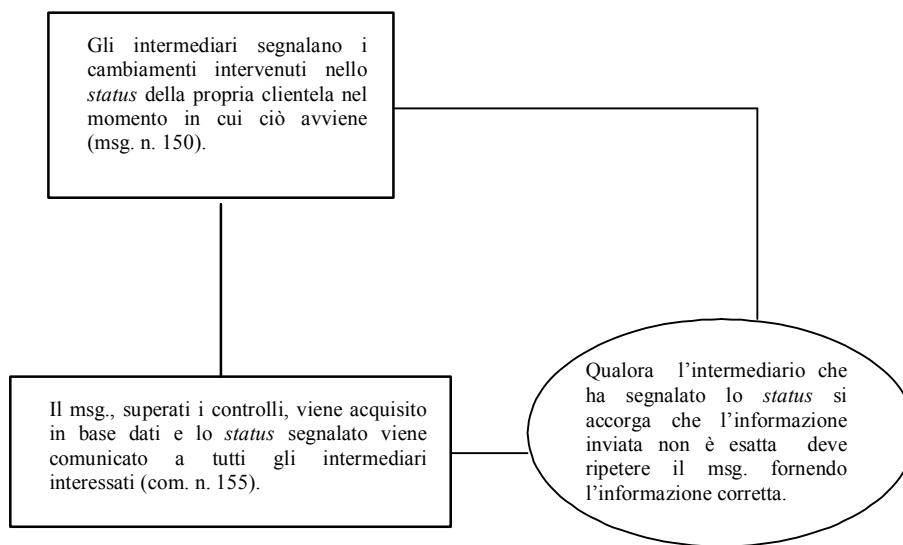 Gli intermediari segnalano i
cambiamenti intervenuti nello
status della propria clientela nel
momento in cui ciò avviene
(msg. n. 150).
Il msg., superati i controlli, viene acquisito
in base dati e lo status segnalato viene
comunicato a tutti gli intermediari
interessati (com. n. 155).
Qualora l’intermediario che
ha segnalato lo status si
accorga che l’informazione
inviata non è esatta deve
ripetere il msg. fornendo
l’informazione corretta.